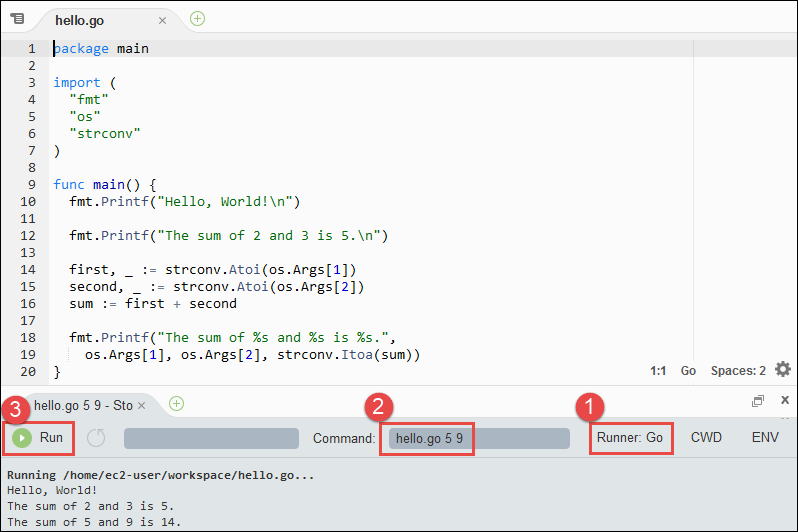 hello.go
1 package main
2
3 import (
4   "fmt"
5   "os"
6   "strconv"
7 )
8
9 func main() {
10   fmt.Printf("Hello, World!\n")
11
12   fmt.Printf("The sum of 2 and 3 is 5.\n")
13
14   first, _ := strconv.Atoi(os.Args[1])
15   second, _ := strconv.Atoi(os.Args[2])
16   sum := first + second
17
18   fmt.Printf("The sum of %s and %s is %s.",
19     os.Args[1], os.Args[2], strconv.Itoa(sum))
20 }
1:1 Go Spaces: 2
hello.go 5 9 - Sto
3 2 1
Run Command: hello.go 5 9 Runner: Go CWD ENV
Running /home/ec2-user/workspace/hello.go...
Hello, World!
The sum of 2 and 3 is 5.
The sum of 5 and 9 is 14.